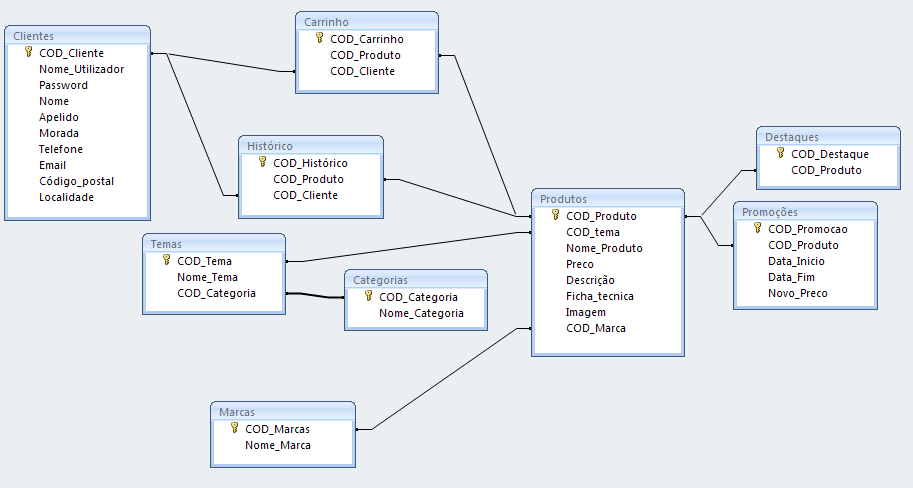 Clientes
COD_Cliente
Nome_Utilizador
Password
Nome
Apelido
Morada
Telefone
Email
Código_postal
Localidade
Carrinho
COD_Carrinho
COD_Produto
COD_Cliente
Histórico
COD_Histórico
COD_Produto
COD_Cliente
Temas
COD_Tema
Nome_Tema
COD_Categoria
Categorias
COD_Categoria
Nome_Categoria
Marcas
COD_Marcas
Nome_Marca
Produtos
COD_Produto
COD_tema
Nome_Produto
Preco
Descrição
Ficha_tecnica
Imagem
COD_Marca
Destaques
COD_Destaque
COD_Produto
Promoções
COD_Promocao
COD_Produto
Data_Inicio
Data_Fim
Novo_Preco